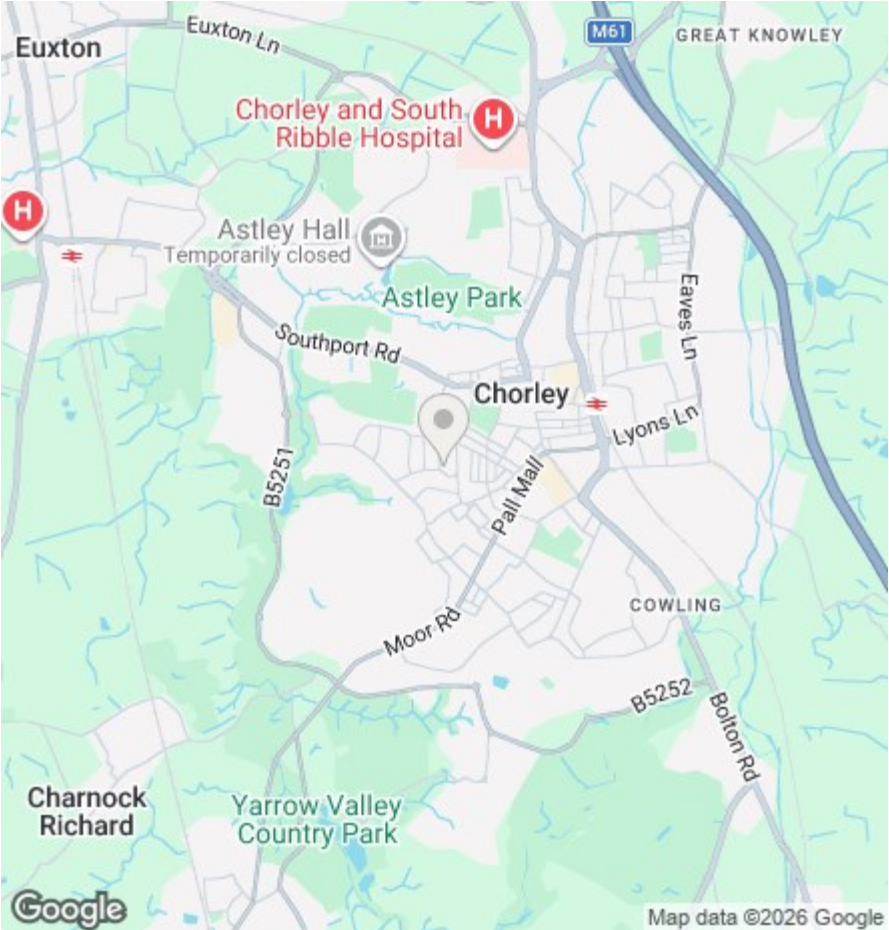 M61
GREAT KNOWLEY
Euxton
Euxton Ln
Chorley and South
Ribble Hospital
H
H
Astley Hall
Temporarily closed
Astley Park
Eaves Ln
Southport Rd
Chorley
Lyons Ln
B5251
Pall Mall
COWLING
Moor Rd
B5252
Bolton Rd
Charnock
Richard
Yarrow Valley
Country Park
Google
Map data ©2026 Google